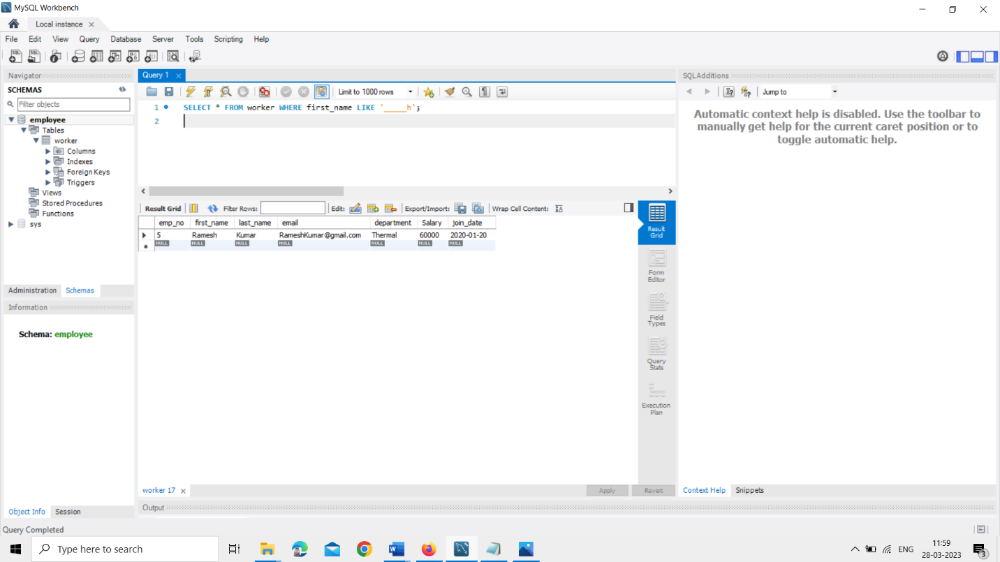 MySQL Workbench
Local instance
File Edit View Query Database Server Tools Scripting Help
Navigator
SCHEMAS
Filter objects
employee
Tables
worker
Columns
Indexes
Foreign Keys
Triggers
Views
Stored Procedures
Functions
sys
Administration Schemas
Information
Schema: employee
Object Info Session
Query 1
Limit to 1000 rows
1 SELECT * FROM worker WHERE first_name LIKE '_____h';
2
Result Grid Filter Rows: Edit: Export/Import: Wrap Cell Content:
emp_no first_name last_name email department Salary join_date
5 Ramesh Kumar RameshKumar@gmail.com Thermal 60000 2020-01-20
NULL NULL NULL NULL NULL NULL NULL
Result
Grid
Form
Editor
Field
Types
Query
Stats
Execution
Plan
worker 17 Apply Revert
Output
SQLAdditions
Jump to
Automatic context help is disabled. Use the toolbar to
manually get help for the current caret position or to
toggle automatic help.
Context Help Snippets
Query Completed
Type here to search
ENG
11:59
28-03-2023
3